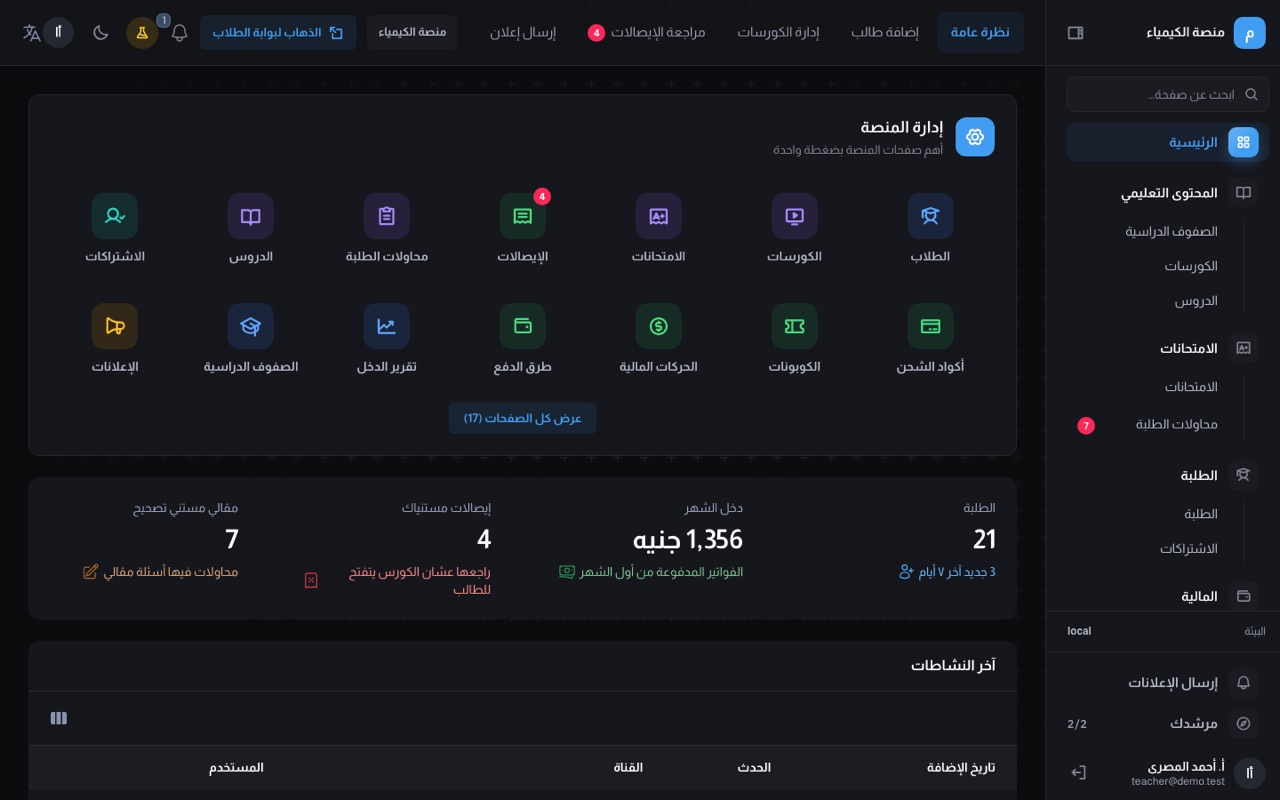 م
منصة الكيمياء
ابحث عن صفحة...
الرئيسية
المحتوى التعليمي
الصفوف الدراسية
الكورسات
الدروس
الامتحانات
الامتحانات
محاولات الطلبة
7
الطلبة
الطلبة
الاشتراكات
المالية
البيئة
local
إرسال الإعلانات
مرشدك
2/2
أ. أحمد المصري
teacher@demo.test
أا
نظرة عامة
إضافة طالب
إدارة الكورسات
مراجعة الإيصالات 4
إرسال إعلان
منصة الكيمياء
الذهاب لبوابة الطلاب
1
أا
إدارة المنصة
أهم صفحات المنصة بضغطة واحدة
الطلاب
الكورسات
A+
الامتحانات
4
الإيصالات
محاولات الطلبة
الدروس
الاشتراكات
أكواد الشحن
الكوبونات
الحركات المالية
طرق الدفع
تقرير الدخل
الصفوف الدراسية
الإعلانات
عرض كل الصفحات (17)
الطلبة
21
3 جديد آخر ٧ أيام
دخل الشهر
1,356 جنيه
الفواتير المدفوعة من أول الشهر
إيصالات مستنياك
4
راجعها عشان الكورس يتفتح
للطالب
مقالي مستني تصحيح
7
محاولات فيها أسئلة مقالي
آخر النشاطات
تاريخ الإضافة
الحدث
القناة
المستخدم